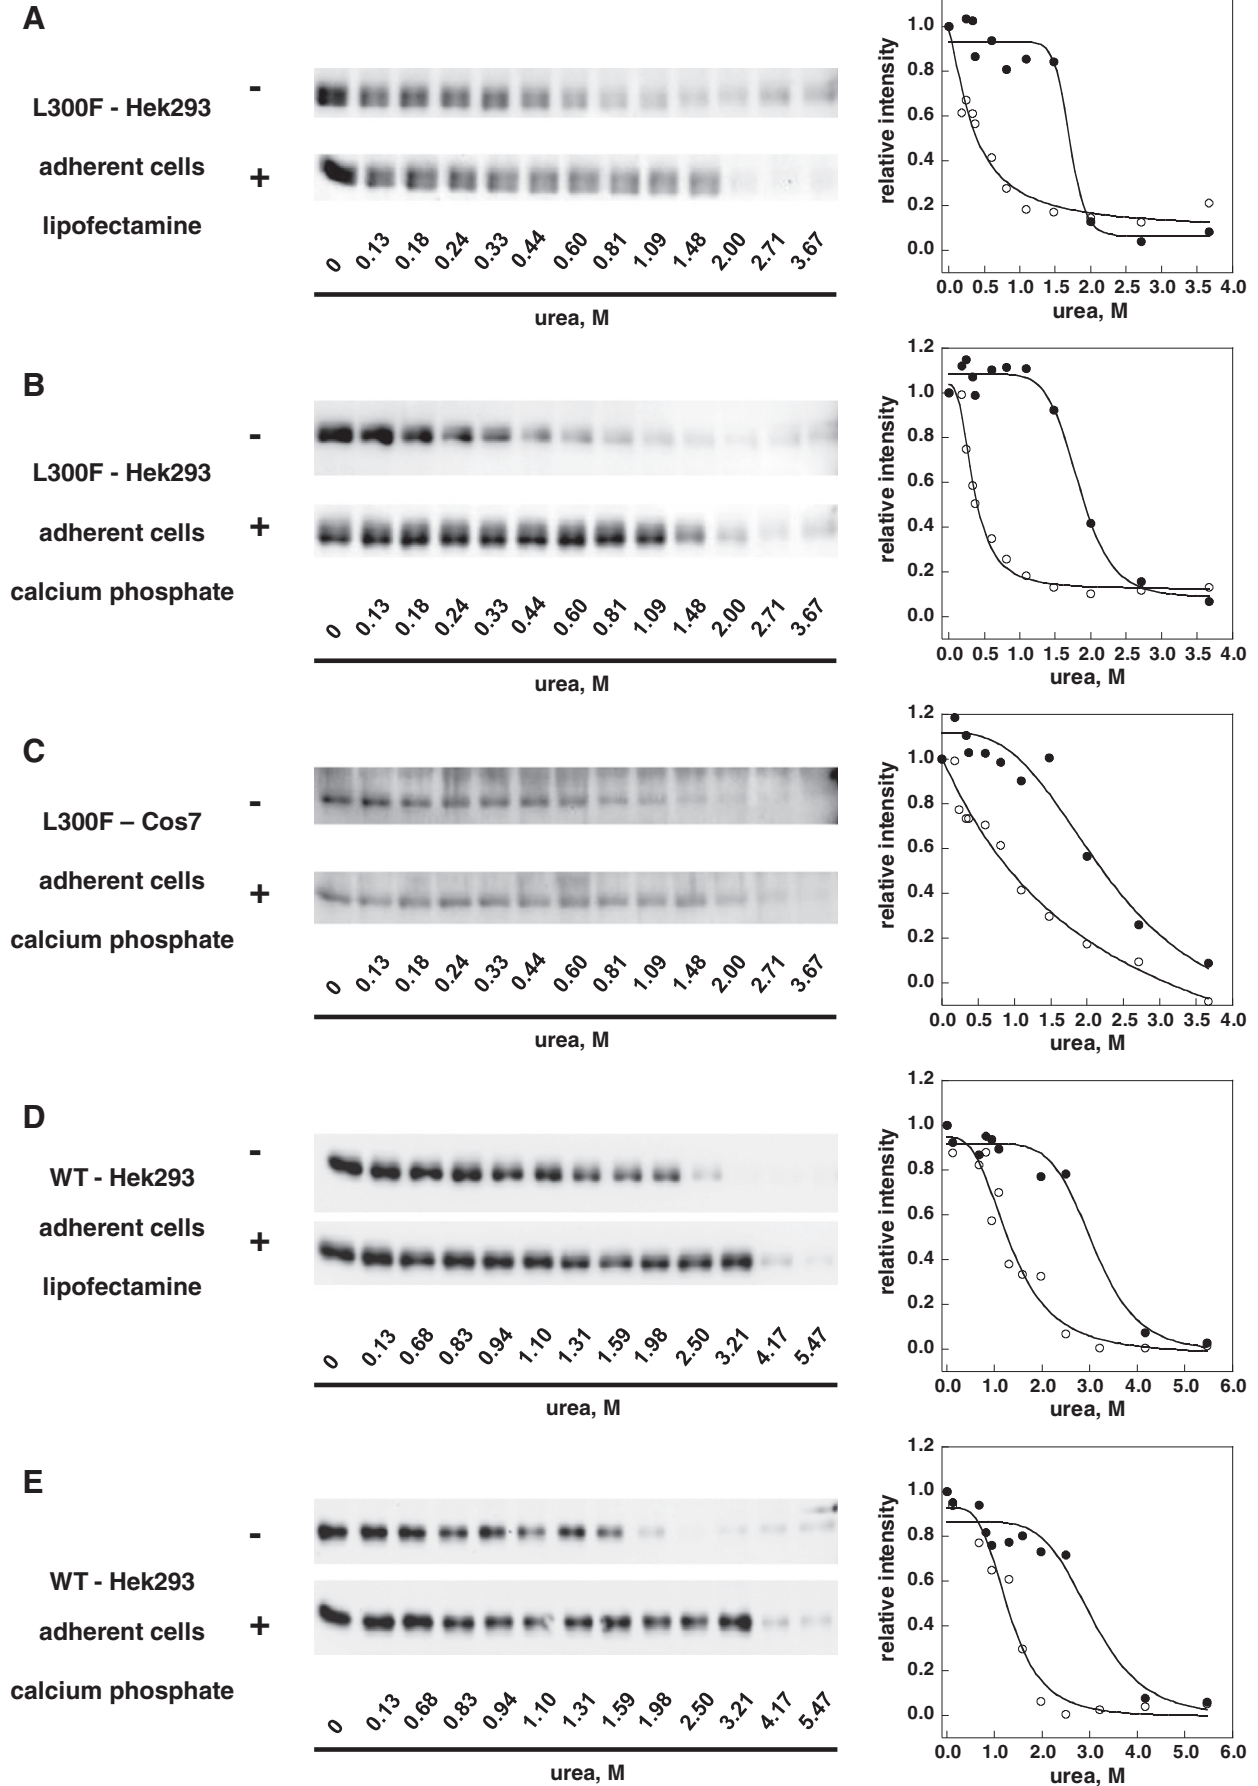 A
L300F - Hek293
adherent cells
lipofectamine
-
+
0 0.13 0.18 0.24 0.33 0.44 0.60 0.81 1.09 1.48 2.00 2.71 3.67
urea, M
relative intensity
1.0
0.8
0.6
0.4
0.2
0.0
0.0 0.5 1.0 1.5 2.0 2.5 3.0 3.5 4.0
urea, M
B
L300F - Hek293
adherent cells
calcium phosphate
-
+
0 0.13 0.18 0.24 0.33 0.44 0.60 0.81 1.09 1.48 2.00 2.71 3.67
urea, M
relative intensity
1.2
1.0
0.8
0.6
0.4
0.2
0.0
0.0 0.5 1.0 1.5 2.0 2.5 3.0 3.5 4.0
urea, M
C
L300F – Cos7
adherent cells
calcium phosphate
-
+
0 0.13 0.18 0.24 0.33 0.44 0.60 0.81 1.09 1.48 2.00 2.71 3.67
urea, M
relative intensity
1.2
1.0
0.8
0.6
0.4
0.2
0.0
0.0 0.5 1.0 1.5 2.0 2.5 3.0 3.5 4.0
urea, M
D
WT - Hek293
adherent cells
lipofectamine
-
+
0 0.13 0.68 0.83 0.94 1.10 1.31 1.59 1.98 2.50 3.21 4.17 5.47
urea, M
relative intensity
1.2
1.0
0.8
0.6
0.4
0.2
0.0
0.0 1.0 2.0 3.0 4.0 5.0 6.0
urea, M
E
WT - Hek293
adherent cells
calcium phosphate
-
+
0 0.13 0.68 0.83 0.94 1.10 1.31 1.59 1.98 2.50 3.21 4.17 5.47
urea, M
relative intensity
1.2
1.0
0.8
0.6
0.4
0.2
0.0
0.0 1.0 2.0 3.0 4.0 5.0 6.0
urea, M